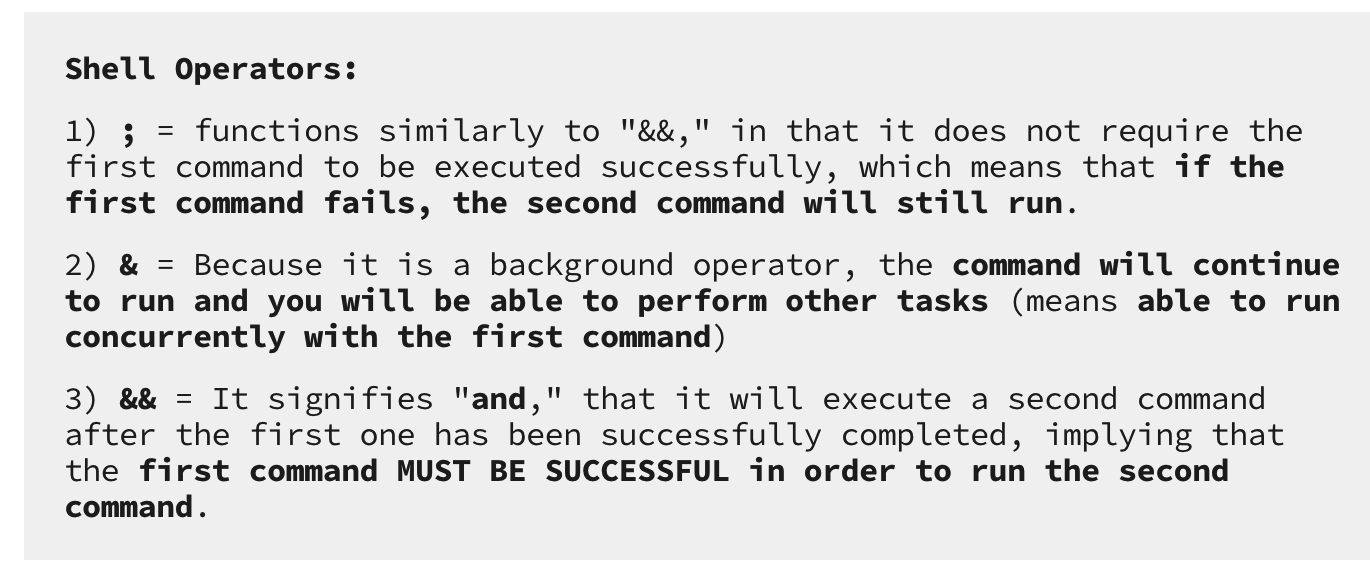 Shell Operators:
1) ; = functions similarly to "&&," in that it does not require the
first command to be executed successfully, which means that if the
first command fails, the second command will still run.
2) & = Because it is a background operator, the command will continue
to run and you will be able to perform other tasks (means able to run
concurrently with the first command)
3) && = It signifies "and," that it will execute a second command
after the first one has been successfully completed, implying that
the first command MUST BE SUCCESSFUL in order to run the second
command.